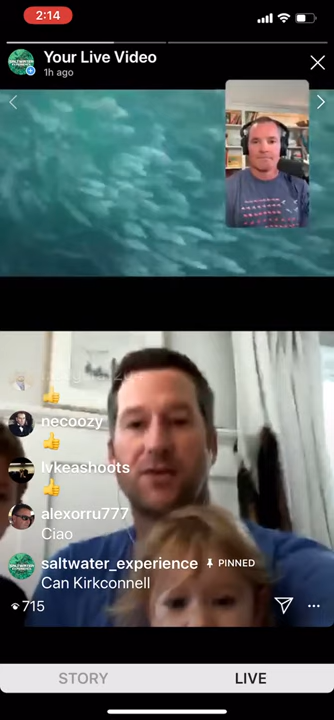 2:14
Your Live Video
1h ago
necoozy
lvkeashoots
alexorru777
Ciao
saltwater_experience PINNED
Can Kirkconnell
715
STORY
LIVE